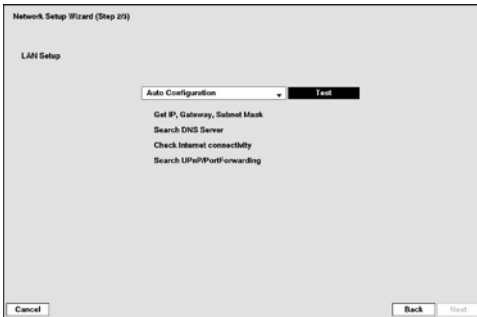 Network Setup Wizard (Step 2/3)
LAN Setup
Auto Configuration
Test
Get IP, Gateway, Subnet Mask
Search DNS Server
Check Internet connectivity
Search UPnP/PortForwarding
Cancel
Back
Next